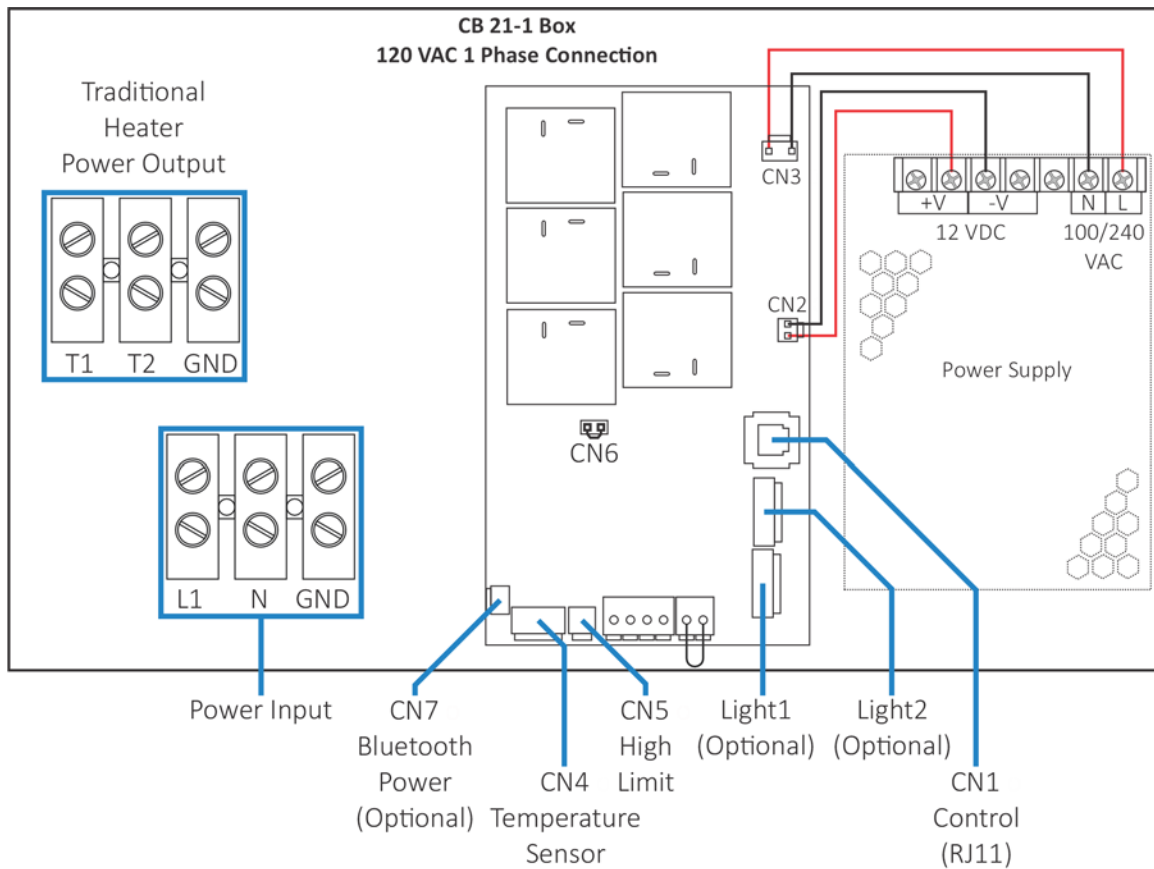 CB 21-1 Box
120 VAC 1 Phase Connection
Traditional
Heater
Power Output
T1 T2 GND
L1 N GND
Power Input
CN3
CN2
CN6
+V -V N L
12 VDC
100/240
VAC
Power Supply
CN7
Bluetooth
Power
(Optional)
CN4
Temperature
Sensor
CN5
High
Limit
Light1
(Optional)
Light2
(Optional)
CN1
Control
(RJ11)